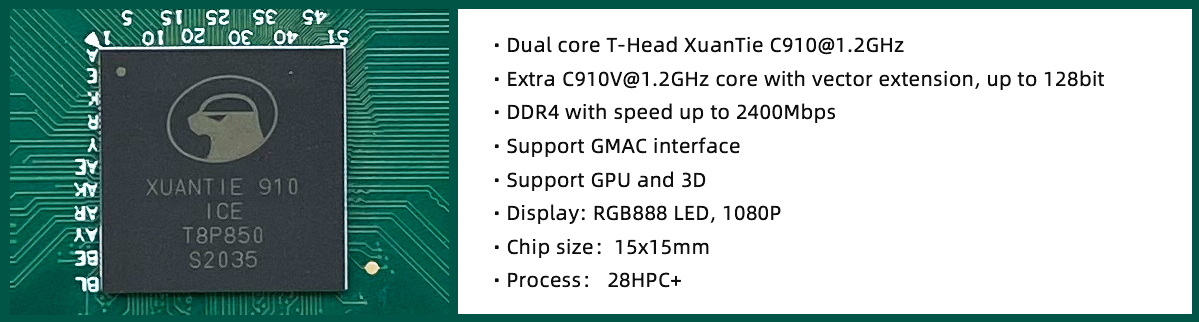 5 15 25 35 45
1 10 20 30 40 51
A
E
K
R
Y
AE
AK
AR
AY
BE
BL
XUANTIE 910
ICE
T8P850
S2035
· Dual core T-Head XuanTie C910@1.2GHz
· Extra C910V@1.2GHz core with vector extension, up to 128bit
· DDR4 with speed up to 2400Mbps
· Support GMAC interface
· Support GPU and 3D
· Display: RGB888 LED, 1080P
· Chip size：15x15mm
· Process： 28HPC+